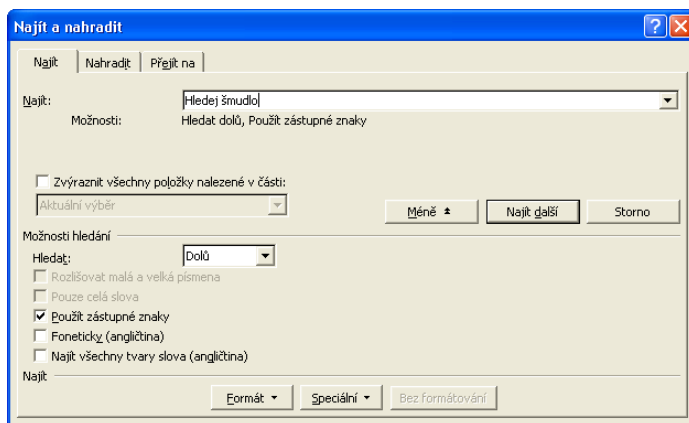 Najít a nahradit
Najít Nahradit Přejít na
Najít: Hledej šmudlo
Možnosti: Hledat dolů, Použít zástupné znaky
Zvýraznit všechny položky nalezené v části:
Aktuální výběr
Méně Najít další Storno
Možnosti hledání
Hledat: Dolů
Rozlišovat malá a velká písmena
Pouze celá slova
Použít zástupné znaky
Foneticky (angličtina)
Najít všechny tvary slova (angličtina)
Najít
Formát Speciální Bez formátování